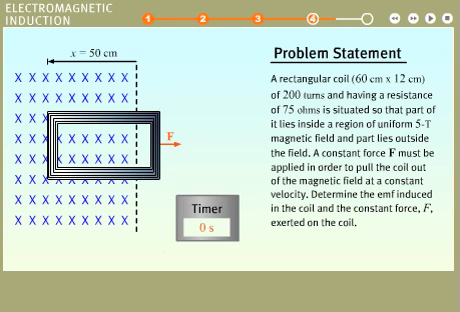 ELECTROMAGNETIC
INDUCTION
1 2 3 4
x = 50 cm
X X X X X X X X X
X X X X X X X X X
X X X X X X X X X
X X X X X X X X X
X X X X X X X X X
X X X X X X X X X
X X X X X X X X X
X X X X X X X X X
F
Timer
0 s
Problem Statement
A rectangular coil (60 cm x 12 cm)
of 200 turns and having a resistance
of 75 ohms is situated so that part of
it lies inside a region of uniform 5-T
magnetic field and part lies outside
the field. A constant force F must be
applied in order to pull the coil out
of the magnetic field at a constant
velocity. Determine the emf induced
in the coil and the constant force, F,
exerted on the coil.